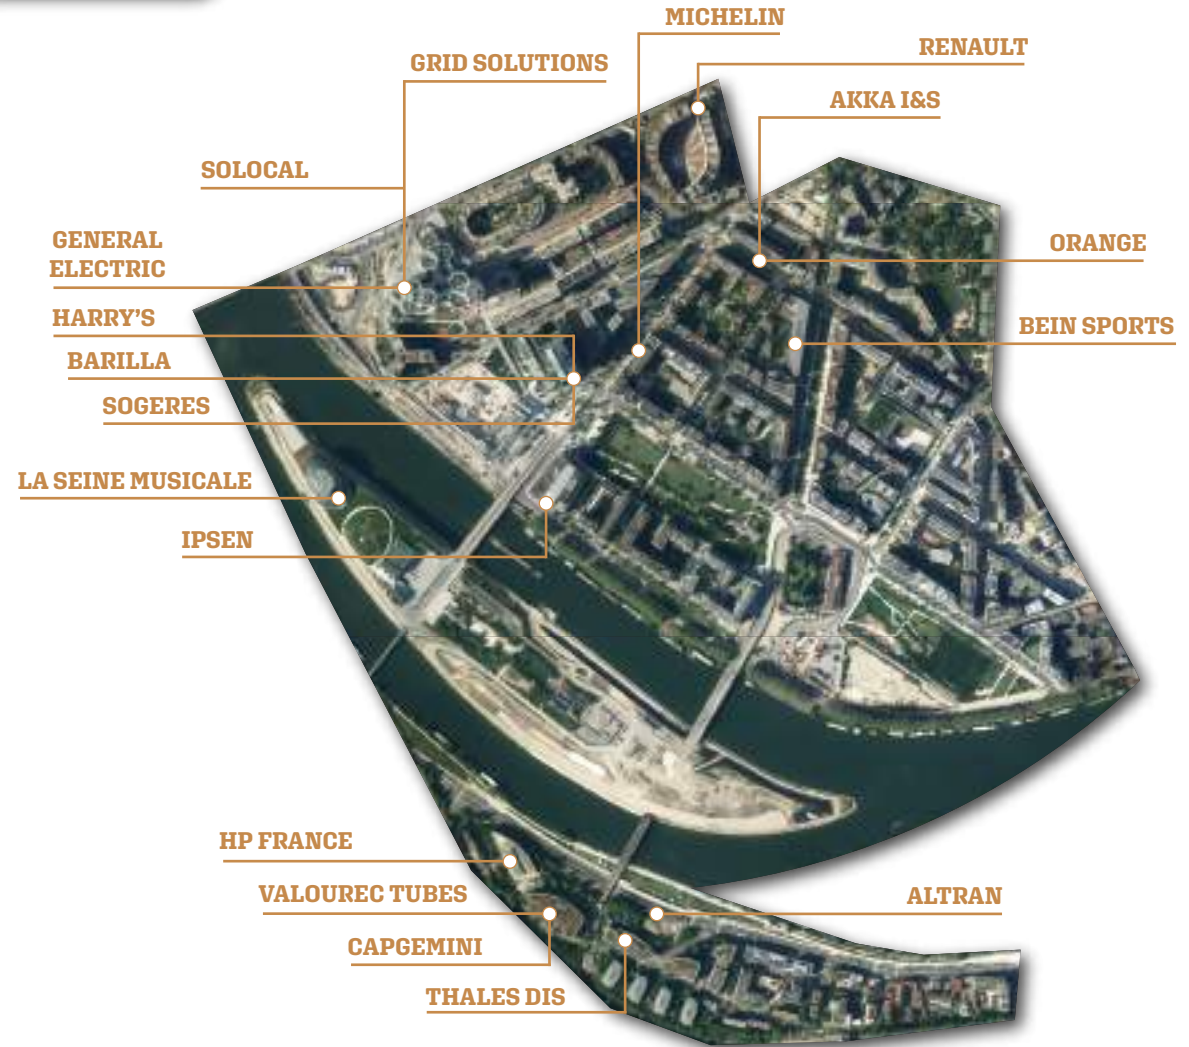 MICHELIN
RENAULT
GRID SOLUTIONS
AKKA I&S
SOLOCAL
GENERAL
ELECTRIC
ORANGE
HARRY'S
BEIN SPORTS
BARILLA
SOGERES
LA SEINE MUSICALE
IPSEN
HP FRANCE
VALOUREC TUBES
ALTRAN
CAPGEMINI
THALES DIS